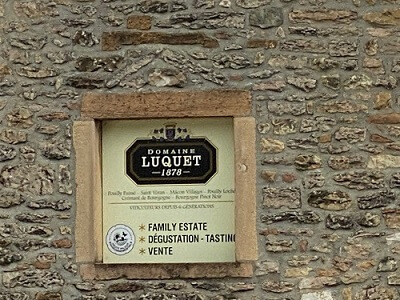 DOMAINE
LUQUET
1878
Pouilly Fuissé - Saint Véran - Mâcon Villages - Pouilly Loché
Crémant de Bourgogne - Bourgogne Pinot Noir
VITICULTEURS DEPUIS 6 GÉNÉRATIONS
* FAMILY ESTATE
* DÉGUSTATION - TASTING
* VENTE